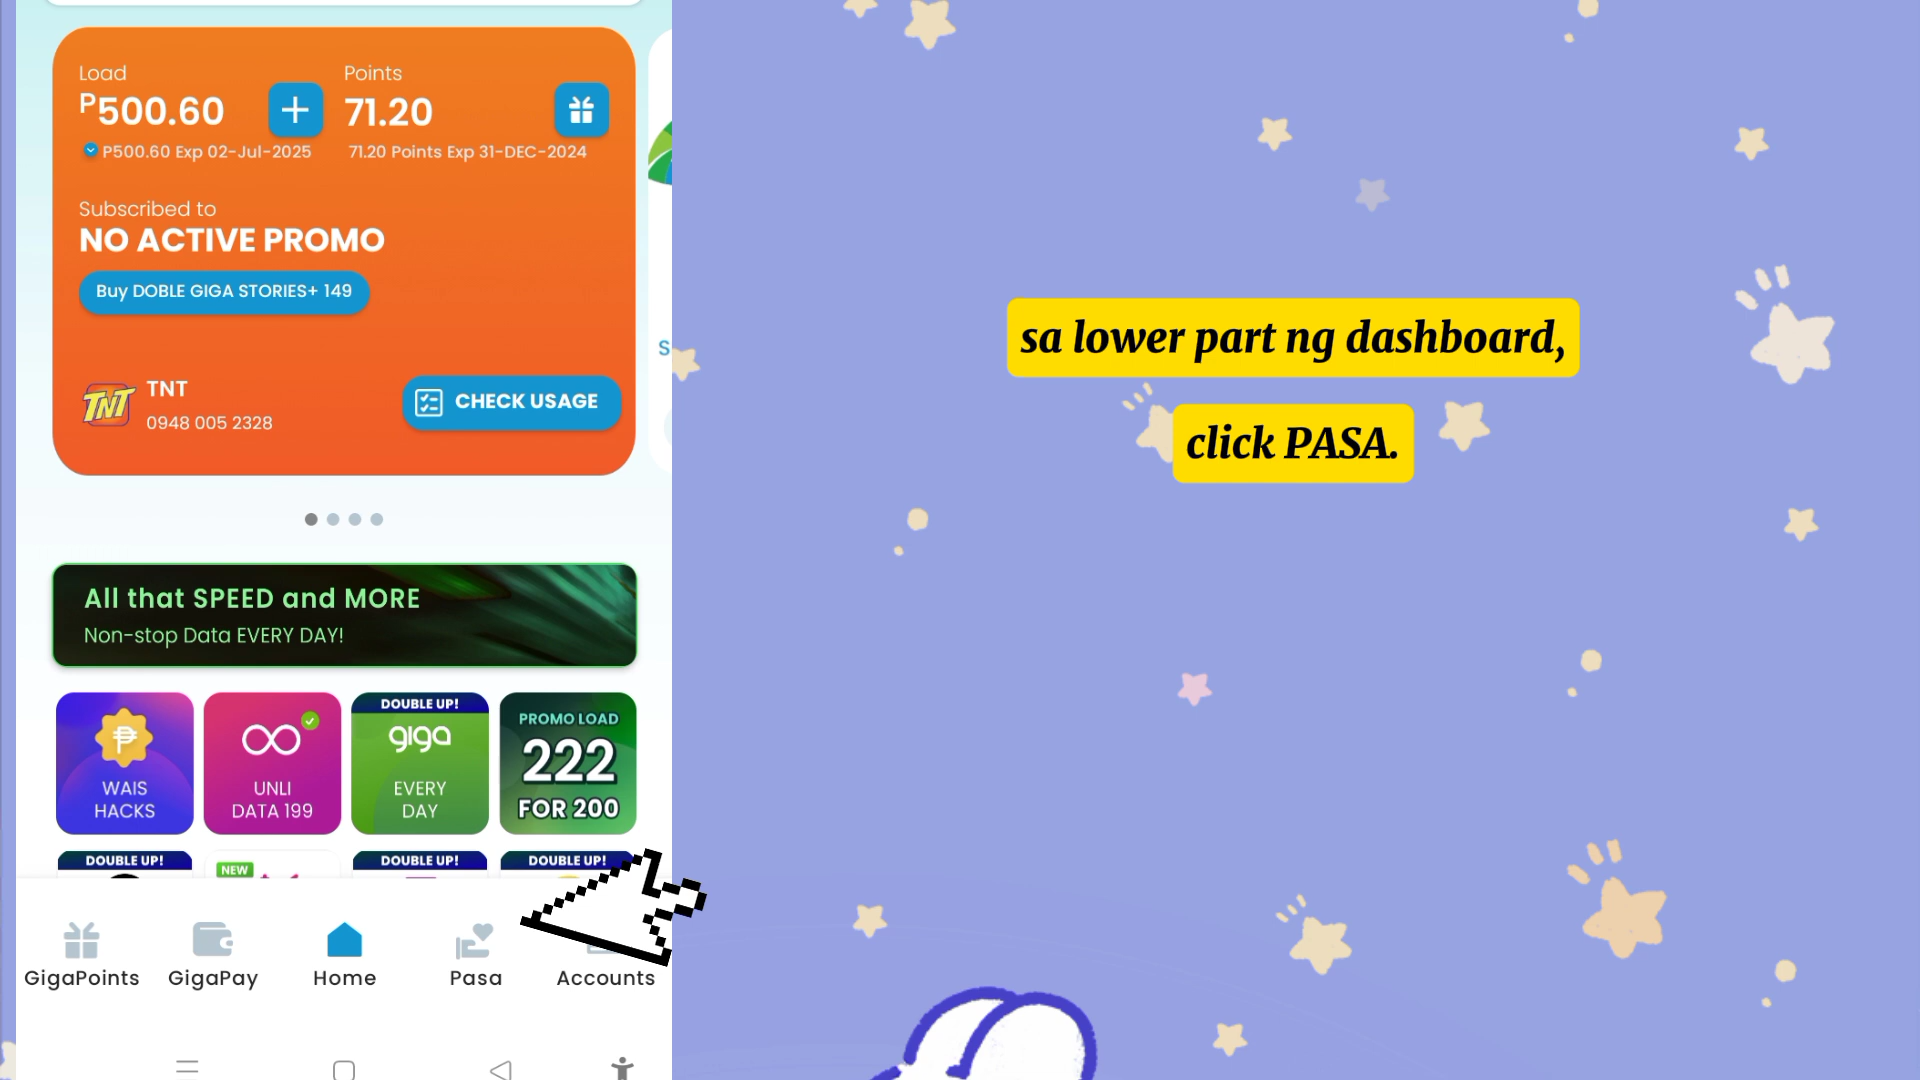 Load
₱500.60
P500.60 Exp 02-Jul-2025
Points
71.20
71.20 Points Exp 31-DEC-2024
Subscribed to
NO ACTIVE PROMO
Buy DOBLE GIGA STORIES+ 149
TNT
TNT
0948 005 2328
CHECK USAGE
S
All that SPEED and MORE
Non-stop Data EVERY DAY!
WAIS
HACKS
UNLI
DATA 199
DOUBLE UP!
giga
EVERY
DAY
PROMO LOAD
222
FOR 200
DOUBLE UP!
NEW
DOUBLE UP!
DOUBLE UP!
GigaPoints
GigaPay
Home
Pasa
Accounts
sa lower part ng dashboard,
click PASA.